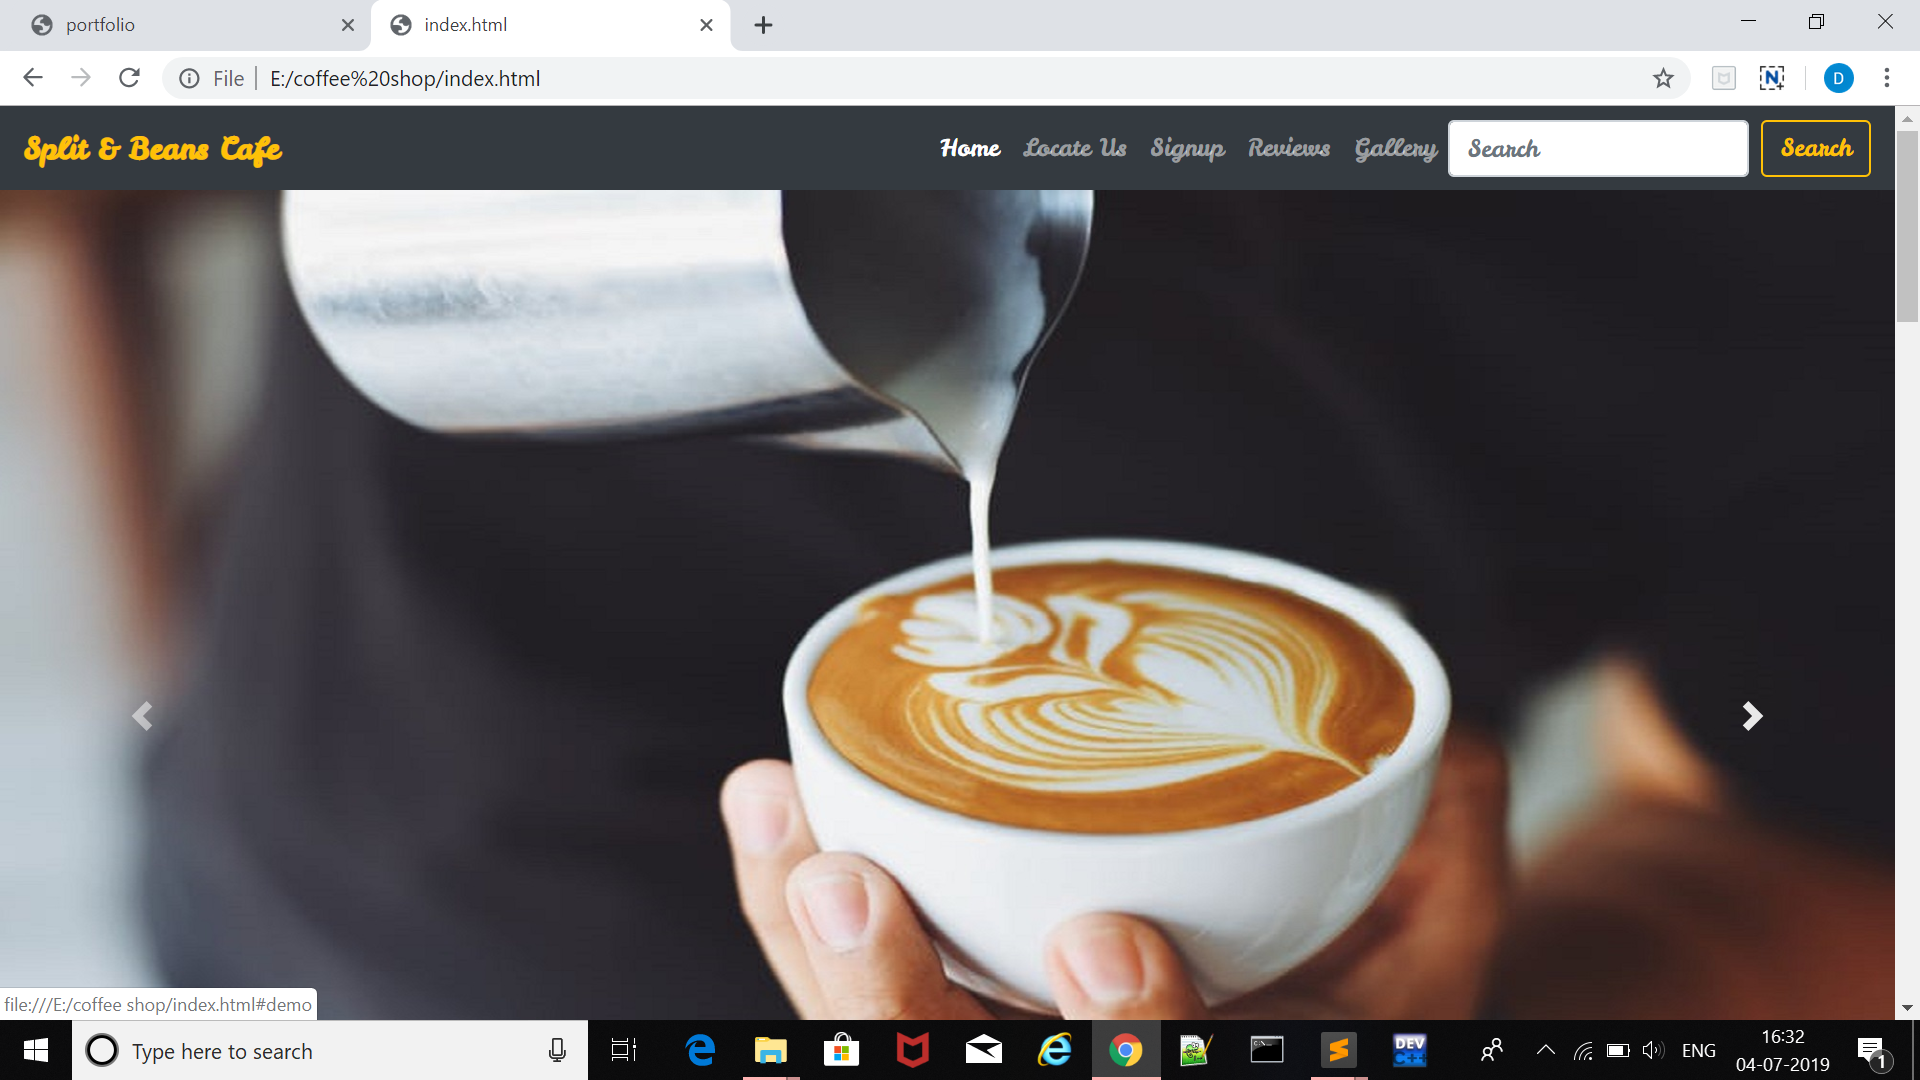 portfolio
index.html
File
E:/coffee%20shop/index.html
D
Split & Beans Cafe
Home
Locate Us
Signup
Reviews
Gallery
Search
Search
file:///E:/coffee shop/index.html#demo
Type here to search
DEV
C++
ENG
16:32
04-07-2019
1